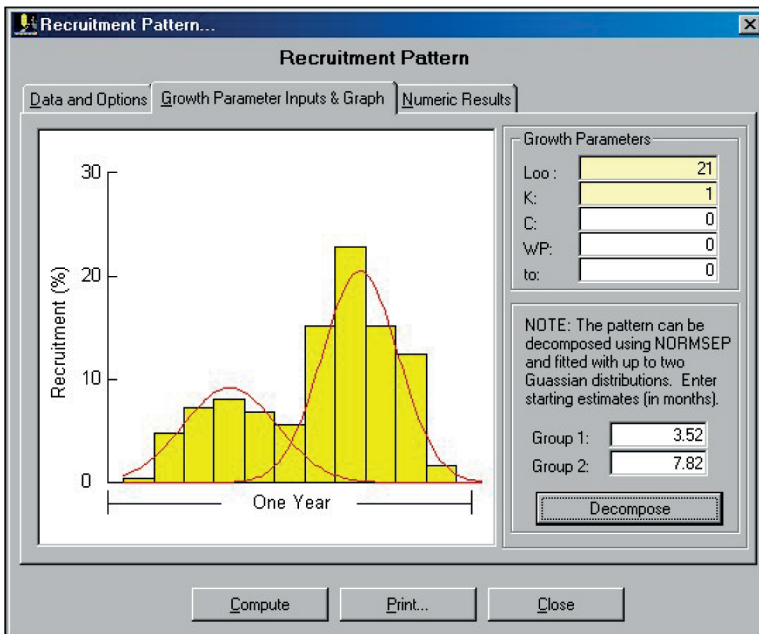 Recruitment Pattern...
Recruitment Pattern
Data and Options
Growth Parameter Inputs & Graph
Numeric Results
30
20
10
0
Recruitment (%)
One Year
Growth Parameters
Loo : 21
K: 1
C: 0
WP: 0
to: 0
NOTE: The pattern can be
decomposed using NORMSEP
and fitted with up to two
Guassian distributions. Enter
starting estimates (in months).
Group 1: 3.52
Group 2: 7.82
Decompose
Compute
Print...
Close